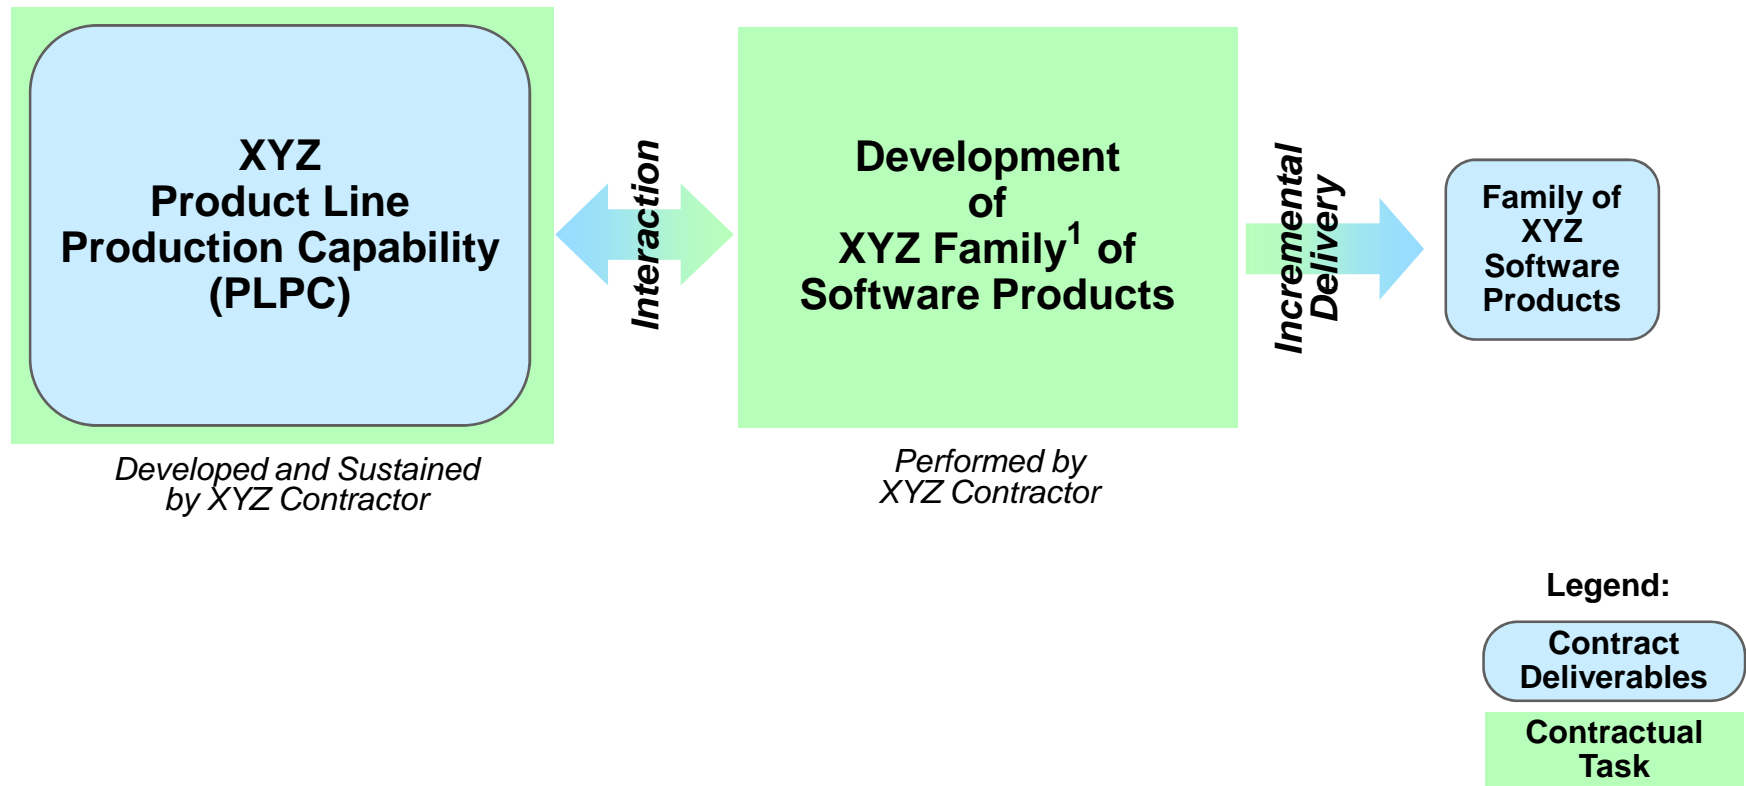 XYZ
Product Line
Production Capability
(PLPC)
Developed and Sustained
by XYZ Contractor
Interaction
Development
of
XYZ Family¹ of
Software Products
Performed by
XYZ Contractor
Incremental
Delivery
Family of
XYZ
Software
Products
Legend:
Contract
Deliverables
Contractual
Task